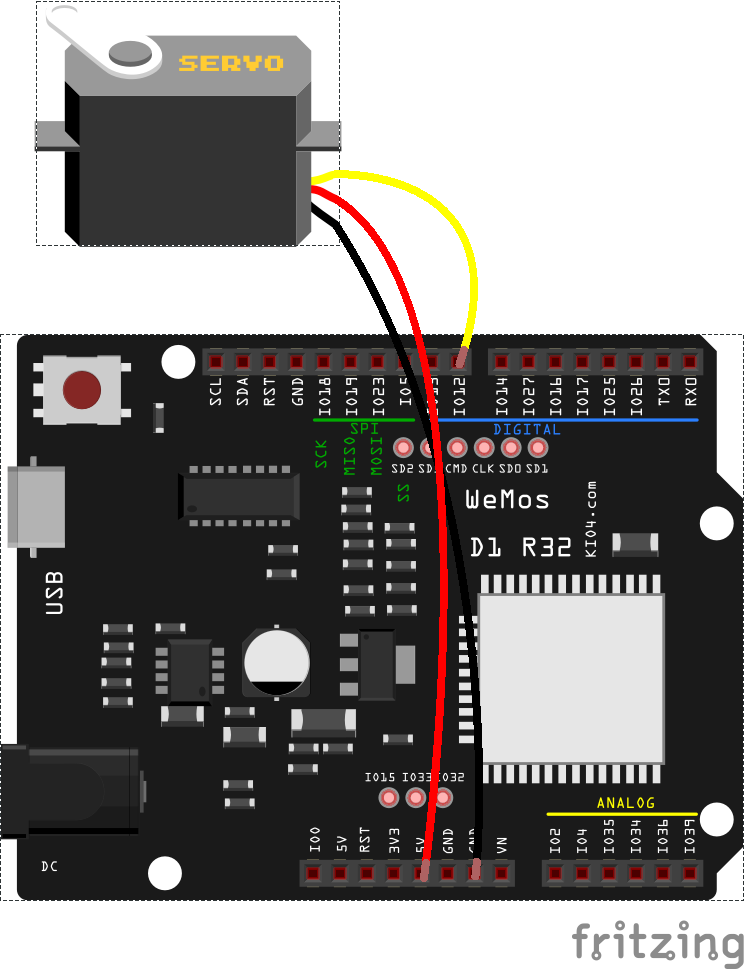 SERVO
SCL SDA RST GND IO18 IO19 IO23 IO5 IO13 IO12 IO14 IO27 IO16 IO17 IO25 IO26 TX0 RX0
SPI DIGITAL
SCK MISO MOSI SS
SD2 SD3 CMD CLK SD0 SD1
WeMos
D1 R32
KIO4.com
USB
IO15 IO33 IO32
ANALOG
IO0 5V RST 3V3 5V GND GND VN IO2 IO4 IO35 IO34 IO36 IO39
DC
fritzing